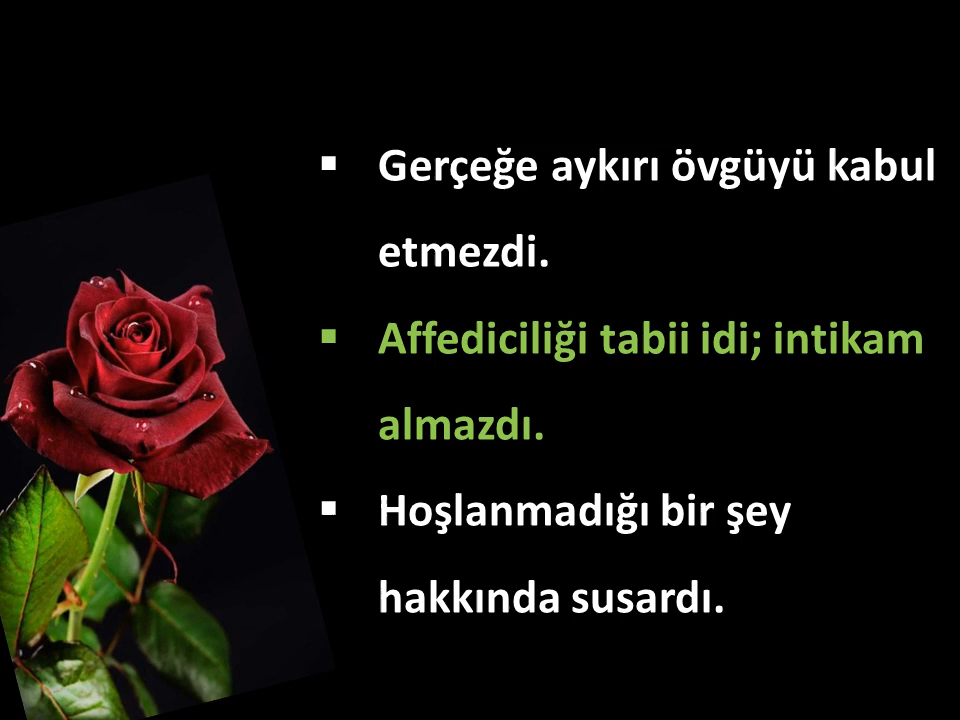 ▪ Gerçeğe aykırı övgüyü kabul
etmezdi.
▪ Affediciliği tabii idi; intikam
almazdı.
▪ Hoşlanmadığı bir şey
hakkında susardı.